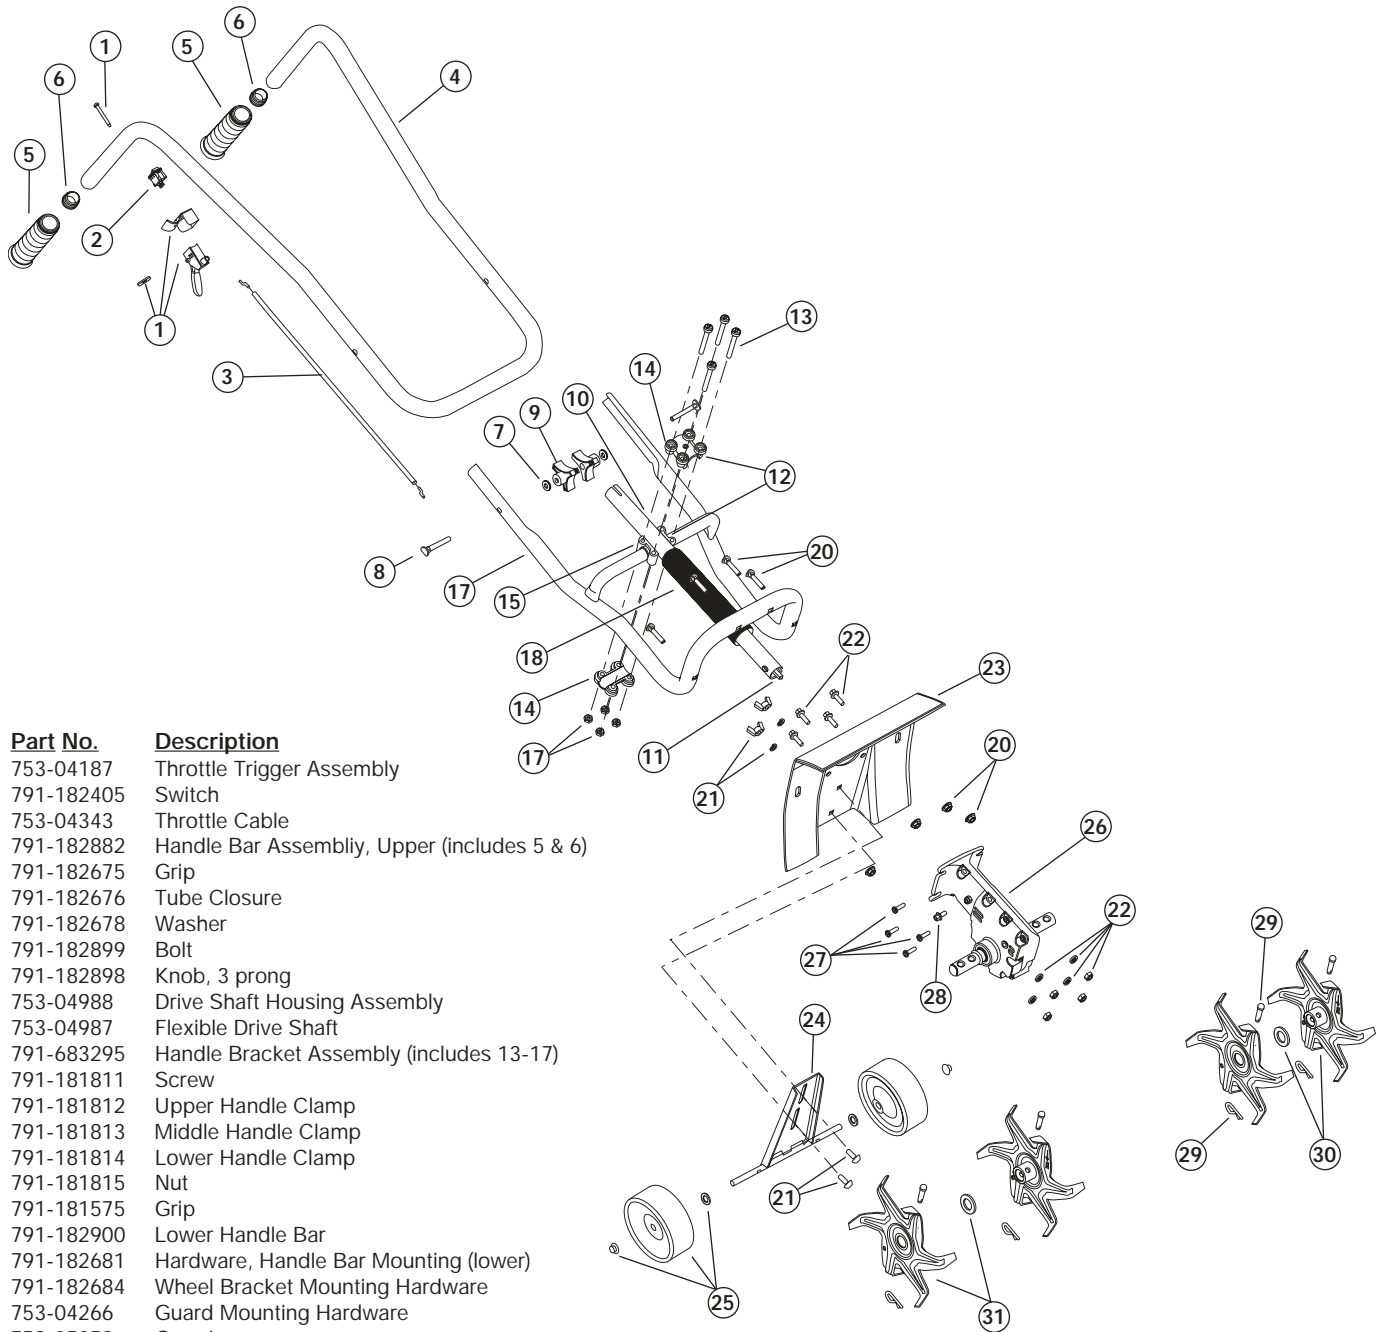 6
1
5
6
4
5
2
1
3
13
14
10
9
7
12
8
17
15
20
18
22
14
23
17
11
21
20
26
22
27
28
29
24
29
30
21
25
31
Part No. Description
753-04187 Throttle Trigger Assembly
791-182405 Switch
753-04343 Throttle Cable
791-182882 Handle Bar Assembliy, Upper (includes 5 & 6)
791-182675 Grip
791-182676 Tube Closure
791-182678 Washer
791-182899 Bolt
791-182898 Knob, 3 prong
753-04988 Drive Shaft Housing Assembly
753-04987 Flexible Drive Shaft
791-683295 Handle Bracket Assembly (includes 13-17)
791-181811 Screw
791-181812 Upper Handle Clamp
791-181813 Middle Handle Clamp
791-181814 Lower Handle Clamp
791-181815 Nut
791-181575 Grip
791-182900 Lower Handle Bar
791-182681 Hardware, Handle Bar Mounting (lower)
791-182684 Wheel Bracket Mounting Hardware
753-04266 Guard Mounting Hardware